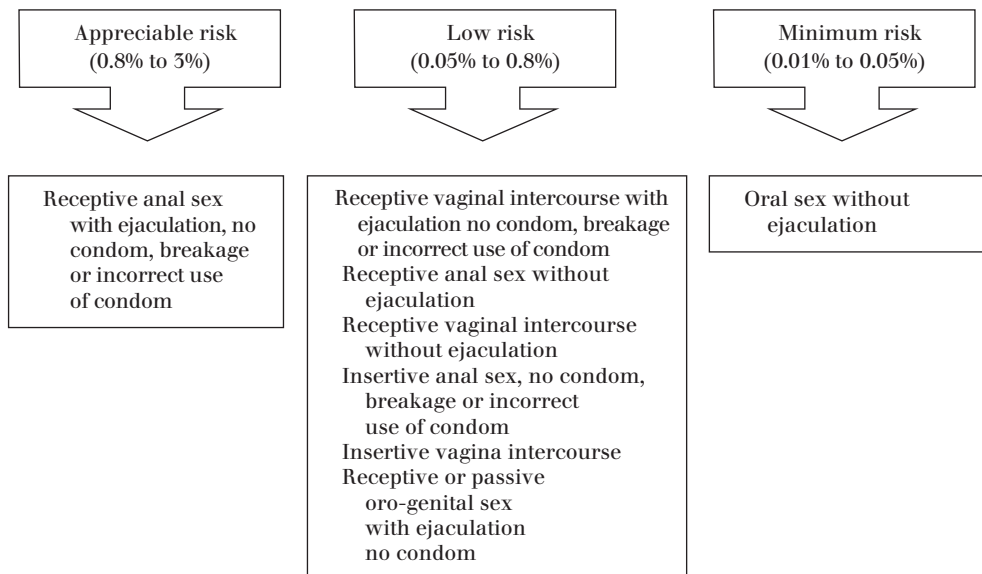 Appreciable risk
(0.8% to 3%)
Low risk
(0.05% to 0.8%)
Minimum risk
(0.01% to 0.05%)
Receptive anal sex
with ejaculation, no
condom, breakage
or incorrect use
of condom
Receptive vaginal intercourse with
ejaculation no condom, breakage
or incorrect use of condom
Receptive anal sex without
ejaculation
Receptive vaginal intercourse
without ejaculation
Insertive anal sex, no condom,
breakage or incorrect
use of condom
Insertive vagina intercourse
Receptive or passive
oro-genital sex
with ejaculation
no condom
Oral sex without
ejaculation